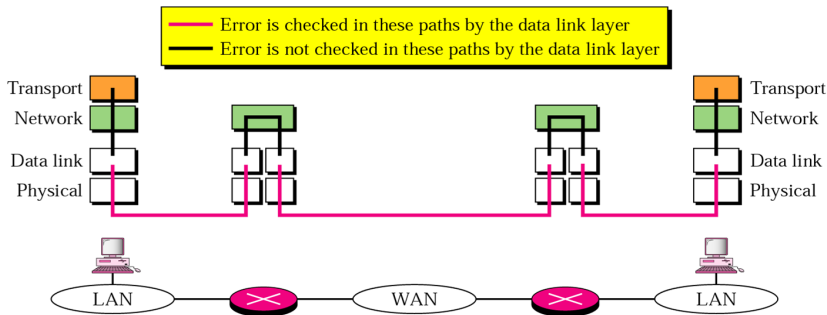 Error is checked in these paths by the data link layer
Error is not checked in these paths by the data link layer
Transport
Transport
Network
Network
Data link
Data link
Physical
Physical
LAN
WAN
LAN